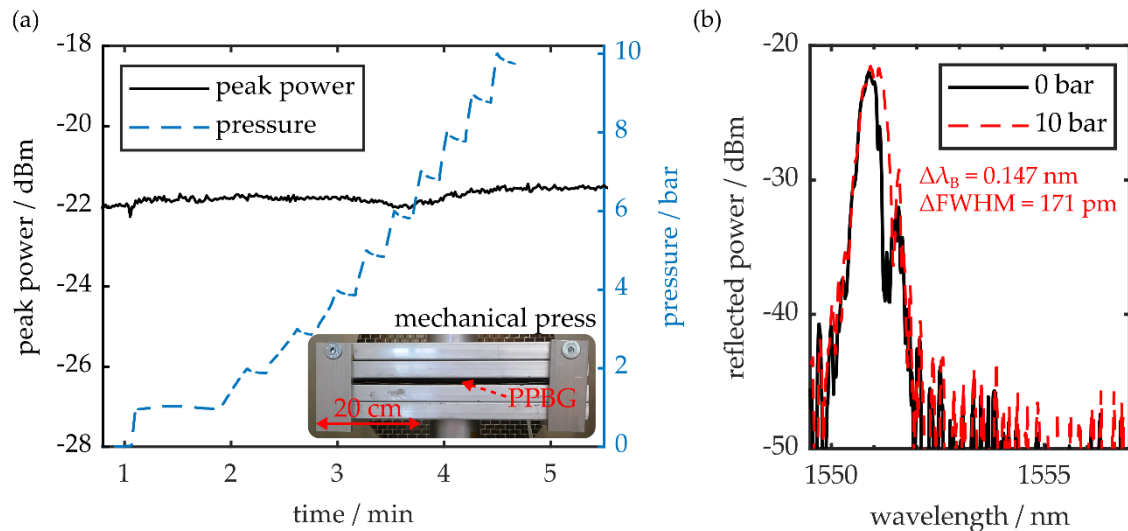 (a)
-18
-20
-22
-24
-26
-28
peak power / dBm
peak power
pressure
10
8
6
4
2
0
pressure / bar
mechanical press
PPBG
20 cm
1 2 3 4 5
time / min
(b)
-20
-30
-40
-50
reflected power / dBm
0 bar
10 bar
Δλ_B = 0.147 nm
ΔFWHM = 171 pm
1550 1555
wavelength / nm